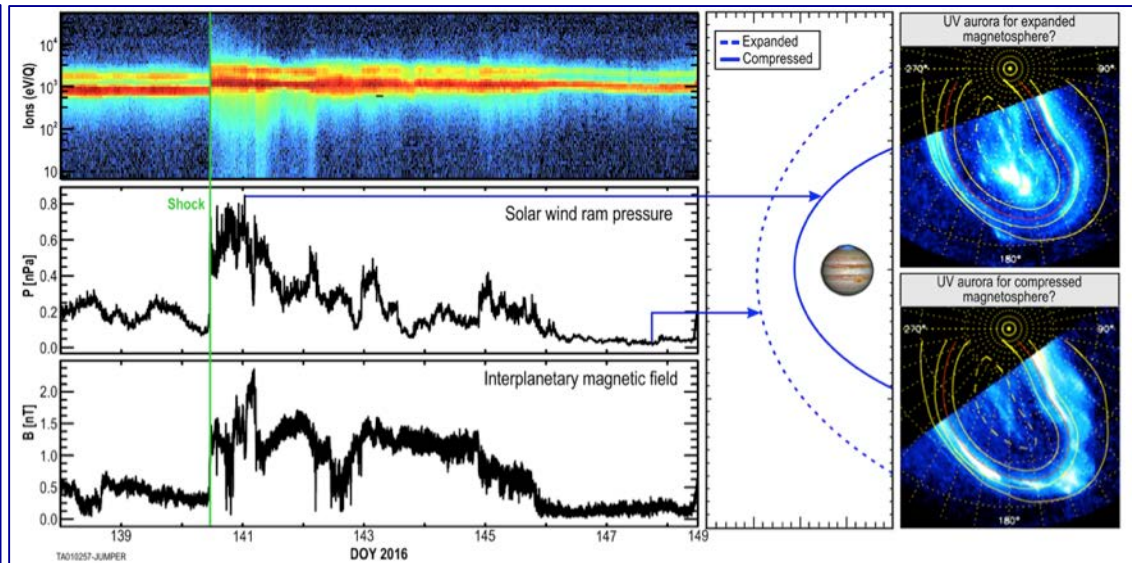 10⁴
10³
10²
10
Ions (eV/Q)
Shock
Solar wind ram pressure
0.8
0.6
0.4
0.2
0.0
P [nPa]
Interplanetary magnetic field
2.0
1.5
1.0
0.5
0.0
B [nT]
139 141 143 145 147 149
DOY 2016
TA010257-JUMPER
Expanded
Compressed
UV aurora for expanded
magnetosphere?
270° 90°
180°
UV aurora for compressed
magnetosphere?
270° 90°
180°